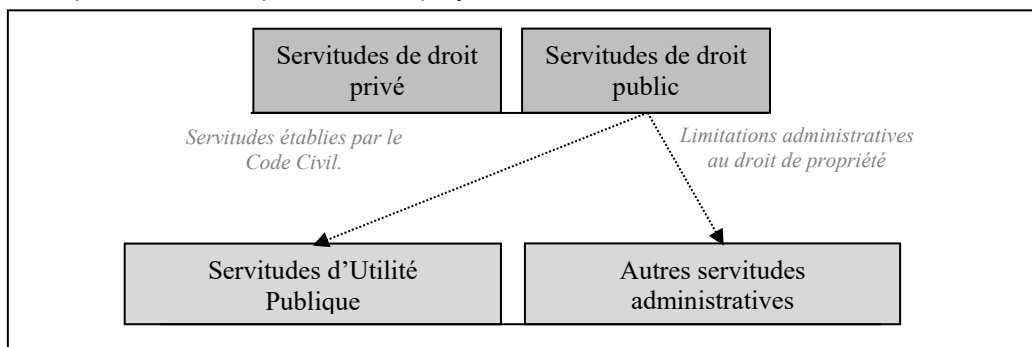 Servitudes de droit
privé
Servitudes de droit
public
Servitudes établies par le
Code Civil.
Limitations administratives
au droit de propriété
Servitudes d'Utilité
Publique
Autres servitudes
administratives